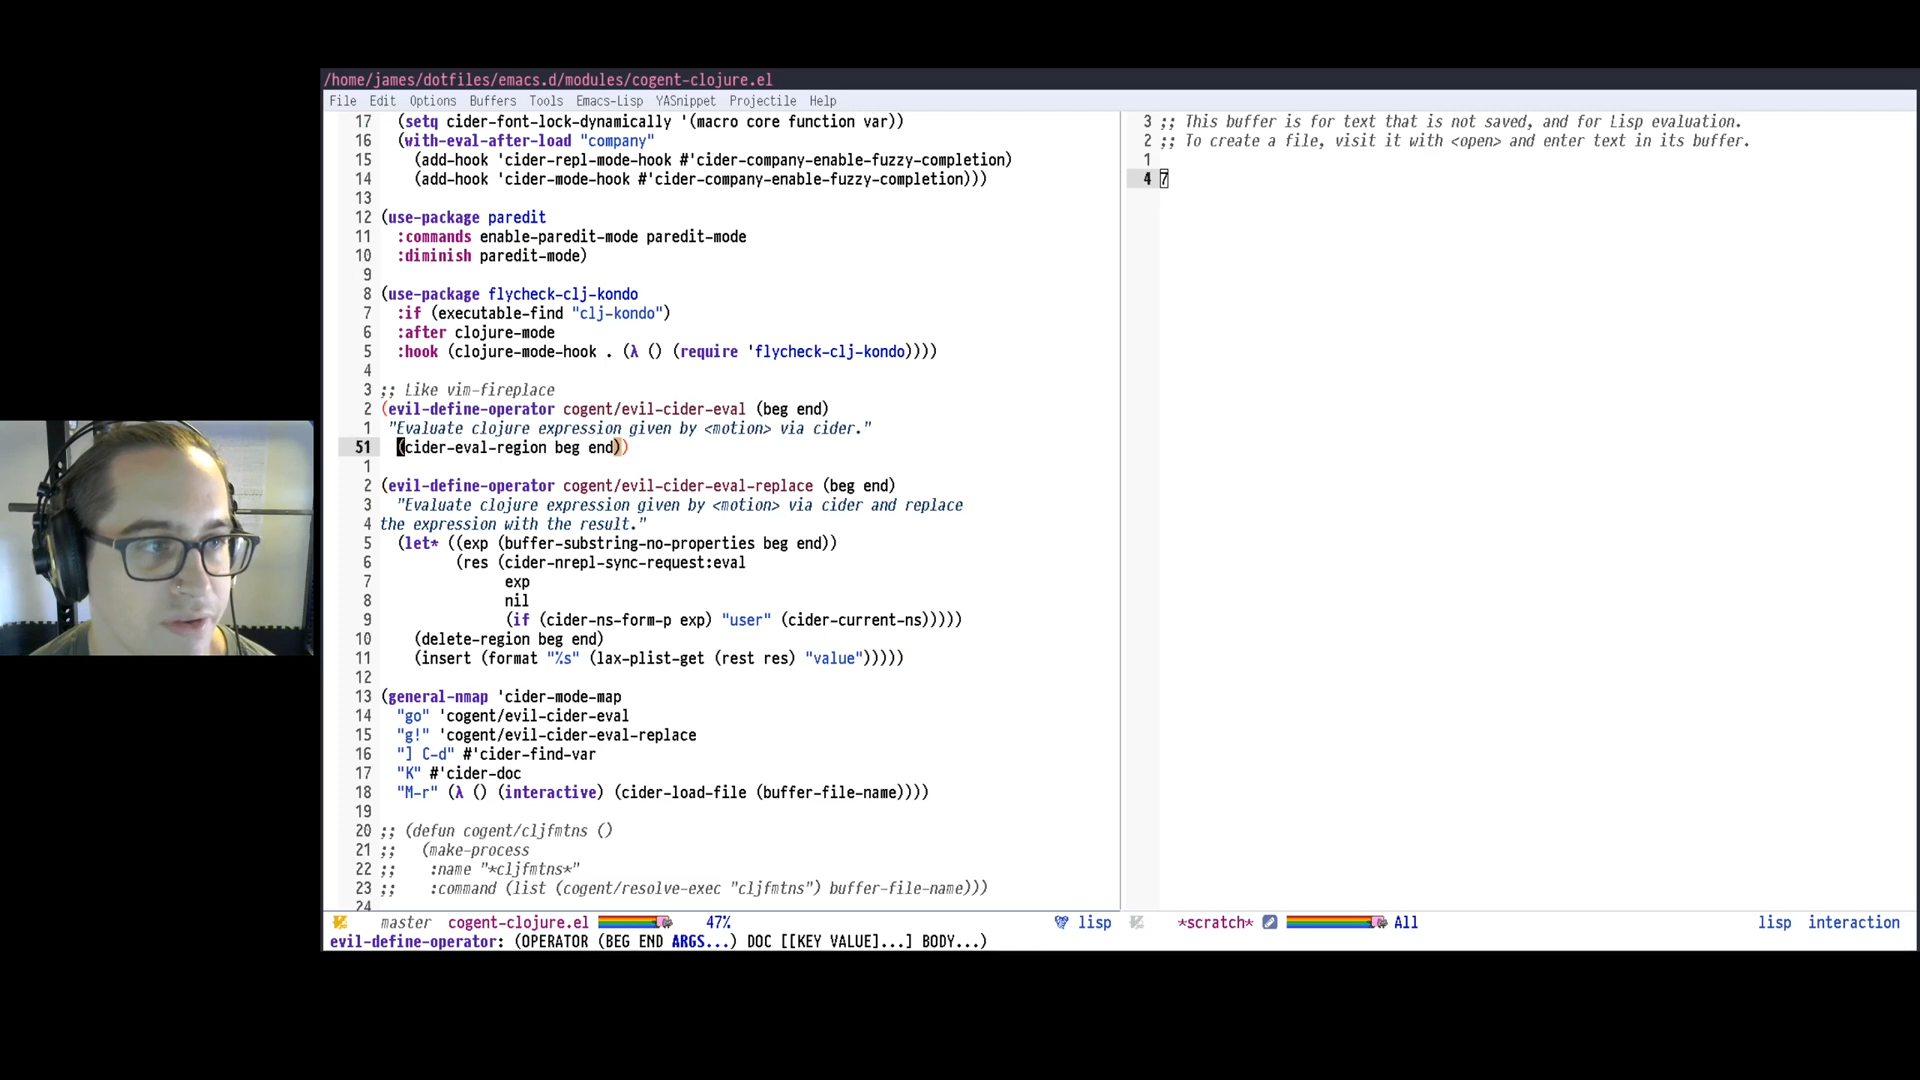 /home/james/dotfiles/emacs.d/modules/cogent-clojure.el
File Edit Options Buffers Tools Emacs-Lisp YASnippet Projectile Help
17 (setq cider-font-lock-dynamically '(macro core function var))
16 (with-eval-after-load "company"
15 (add-hook 'cider-repl-mode-hook #'cider-company-enable-fuzzy-completion)
14 (add-hook 'cider-mode-hook #'cider-company-enable-fuzzy-completion)))
13
12 (use-package paredit
11 :commands enable-paredit-mode paredit-mode
10 :diminish paredit-mode)
9
8 (use-package flycheck-clj-kondo
7 :if (executable-find "clj-kondo")
6 :after clojure-mode
5 :hook (clojure-mode-hook . (λ () (require 'flycheck-clj-kondo))))
4
3 ;; Like vim-fireplace
2 (evil-define-operator cogent/evil-cider-eval (beg end)
1 "Evaluate clojure expression given by <motion> via cider."
51 (cider-eval-region beg end))
1
2 (evil-define-operator cogent/evil-cider-eval-replace (beg end)
3 "Evaluate clojure expression given by <motion> via cider and replace
4 the expression with the result."
5 (let* ((exp (buffer-substring-no-properties beg end))
6 (res (cider-nrepl-sync-request:eval
7 exp
8 nil
9 (if (cider-ns-form-p exp) "user" (cider-current-ns)))))
10 (delete-region beg end)
11 (insert (format "%s" (lax-plist-get (rest res) "value")))))
12
13 (general-nmap 'cider-mode-map
14 "go" 'cogent/evil-cider-eval
15 "g!" 'cogent/evil-cider-eval-replace
16 "] C-d" #'cider-find-var
17 "K" #'cider-doc
18 "M-r" (λ () (interactive) (cider-load-file (buffer-file-name))))
19
20 ;; (defun cogent/cljfmtns ()
21 ;; (make-process
22 ;; :name "*cljfmtns*"
23 ;; :command (list (cogent/resolve-exec "cljfmtns") buffer-file-name)))
24
master cogent-clojure.el 47% lisp
evil-define-operator: (OPERATOR (BEG END ARGS...) DOC [[KEY VALUE]...] BODY...)
3 ;; This buffer is for text that is not saved, and for Lisp evaluation.
2 ;; To create a file, visit it with <open> and enter text in its buffer.
1
4 7
*scratch* All lisp interaction